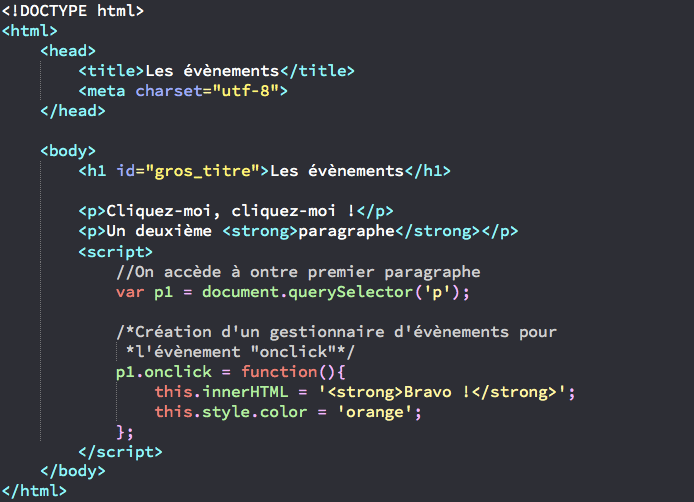 <!DOCTYPE html>
<html>
<head>
<title>Les évènements</title>
<meta charset="utf-8">
</head>
<body>
<h1 id="gros_titre">Les évènements</h1>
<p>Cliquez-moi, cliquez-moi !</p>
<p>Un deuxième <strong>paragraphe</strong></p>
<script>
//On accède à ontre premier paragraphe
var p1 = document.querySelector('p');
/*Création d'un gestionnaire d'évènements pour
*l'évènement "onclick"*/
p1.onclick = function(){
this.innerHTML = '<strong>Bravo !</strong>';
this.style.color = 'orange';
};
</script>
</body>
</html>